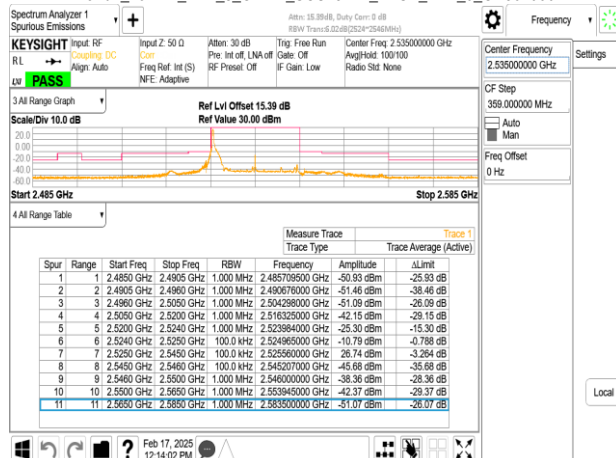 Spectrum Analyzer 1
Spurious Emissions
Attn: 15.39dB, Duty Corr: 0 dB
RBW Trans:6.02dB(2524~2546MHz)
Frequency
KEYSIGHT
RL
LXI
PASS
Input: RF
Coupling: DC
Align: Auto
Input Z: 50 Ω
Corr
Freq Ref: Int (S)
NFE: Adaptive
Atten: 30 dB
Pre: Int off, LNA off
RF Preset: Off
Trig: Free Run
Gate: Off
IF Gain: Low
Center Freq: 2.535000000 GHz
Avg|Hold: 100/100
Radio Std: None
Center Frequency
2.535000000 GHz
Settings
CF Step
359.000000 MHz
Auto
Man
Freq Offset
0 Hz
Local
3 All Range Graph
Scale/Div 10.0 dB
Ref Lvl Offset 15.39 dB
Ref Value 30.00 dBm
20.0
0.00
-20.0
-40.0
-60.0
Start 2.485 GHz
Stop 2.585 GHz
4 All Range Table
Measure Trace Trace 1
Trace Type Trace Average (Active)
Spur Range Start Freq Stop Freq RBW Frequency Amplitude ΔLimit
1 1 2.4850 GHz 2.4905 GHz 1.000 MHz 2.485709500 GHz -50.93 dBm -25.93 dB
2 2 2.4905 GHz 2.4960 GHz 1.000 MHz 2.490676000 GHz -51.46 dBm -38.46 dB
3 3 2.4960 GHz 2.5050 GHz 1.000 MHz 2.504298000 GHz -51.09 dBm -26.09 dB
4 4 2.5050 GHz 2.5200 GHz 1.000 MHz 2.516325000 GHz -42.15 dBm -29.15 dB
5 5 2.5200 GHz 2.5240 GHz 1.000 MHz 2.523984000 GHz -25.30 dBm -15.30 dB
6 6 2.5240 GHz 2.5250 GHz 100.0 kHz 2.524965000 GHz -10.79 dBm -0.788 dB
7 7 2.5250 GHz 2.5450 GHz 100.0 kHz 2.525560000 GHz 26.74 dBm -3.264 dB
8 8 2.5450 GHz 2.5460 GHz 100.0 kHz 2.545207000 GHz -45.68 dBm -35.68 dB
9 9 2.5460 GHz 2.5500 GHz 1.000 MHz 2.546000000 GHz -38.36 dBm -28.36 dB
10 10 2.5500 GHz 2.5650 GHz 1.000 MHz 2.553945000 GHz -42.37 dBm -29.37 dB
11 11 2.5650 GHz 2.5850 GHz 1.000 MHz 2.583500000 GHz -51.07 dBm -26.07 dB
?
Feb 17, 2025
12:14:02 PM